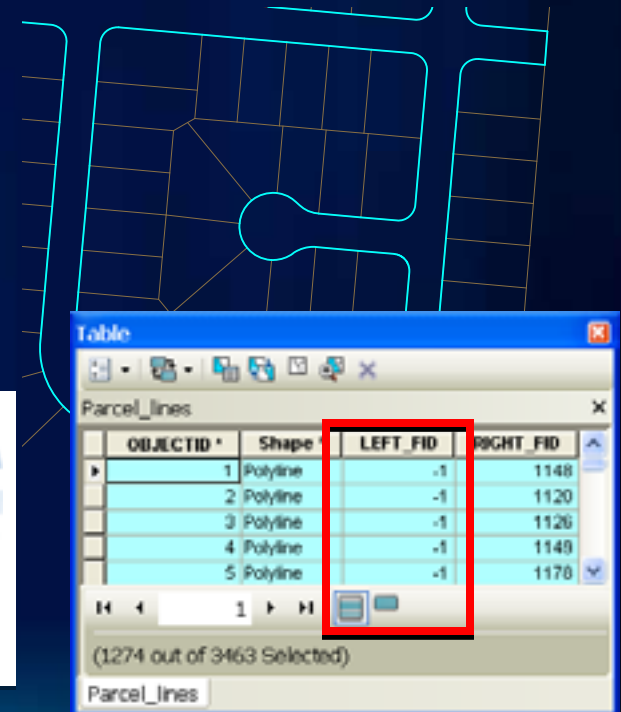 Table
Parcel_lines
OBJECTID * Shape * LEFT_FID RIGHT_FID
1 Polyline -1 1148
2 Polyline -1 1120
3 Polyline -1 1126
4 Polyline -1 1149
5 Polyline -1 1178
1
(1274 out of 3463 Selected)
Parcel_lines